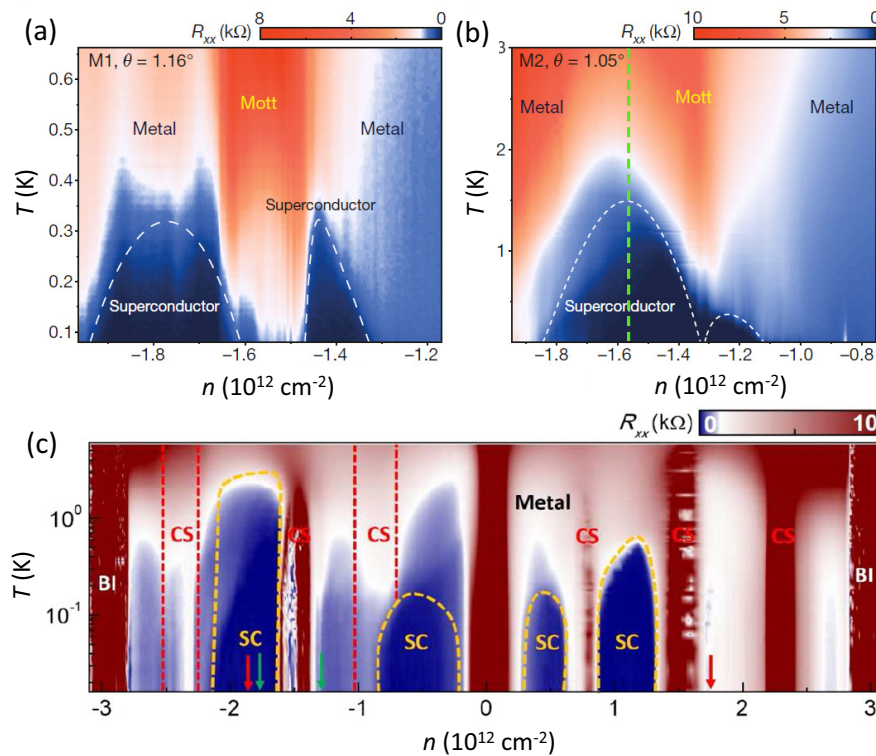 (a)
R_xx (kΩ)
8 4 0
M1, θ = 1.16°
Mott
Metal
Metal
Superconductor
Superconductor
T (K)
0.6
0.5
0.4
0.3
0.2
0.1
−1.8 −1.6 −1.4 −1.2
n (10^12 cm^-2)
(b)
R_xx (kΩ)
10 5 0
M2, θ = 1.05°
Metal
Mott
Metal
Superconductor
T (K)
3
2
1
−1.8 −1.6 −1.4 −1.2 −1.0 −0.8
n (10^12 cm^-2)
(c)
R_xx (kΩ)
0 10
Metal
CS CS CS CS CS CS
BI BI
SC SC SC SC
T (K)
10^0
10^-1
-3 -2 -1 0 1 2 3
n (10^12 cm^-2)